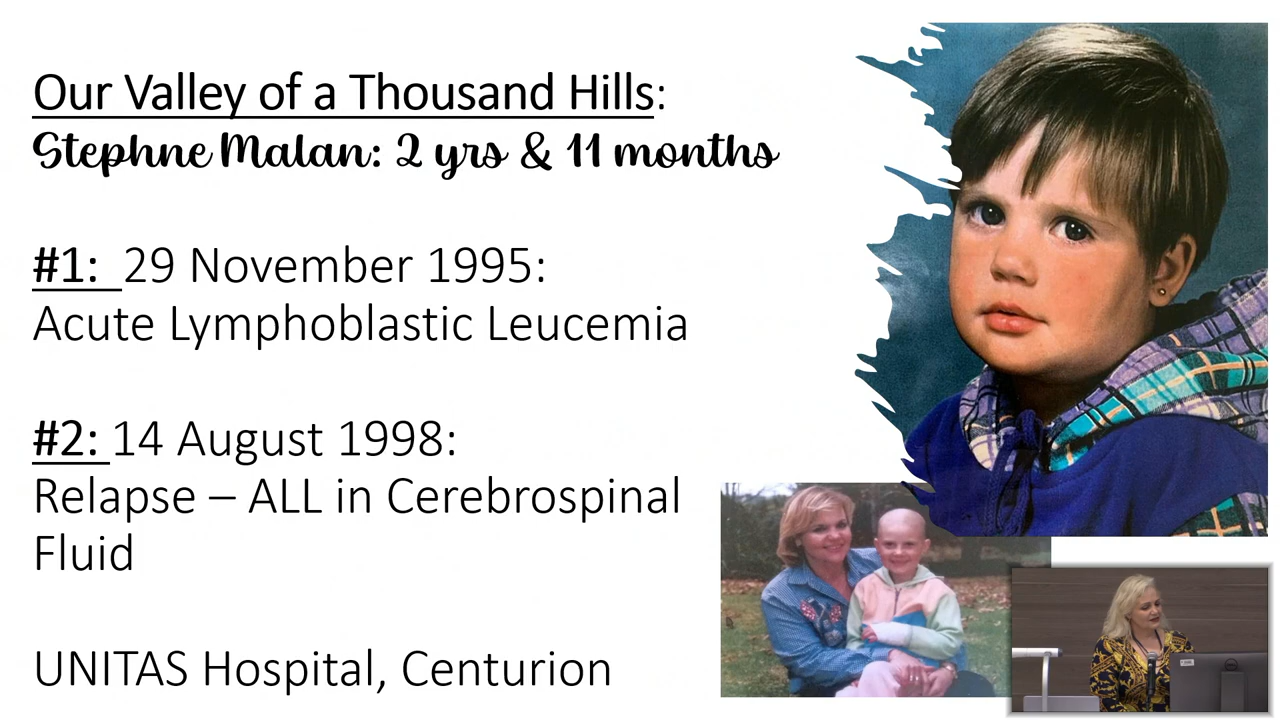 Our Valley of a Thousand Hills:
Stephne Malan: 2 yrs & 11 months
#1: 29 November 1995:
Acute Lymphoblastic Leucemia
#2: 14 August 1998:
Relapse – ALL in Cerebrospinal
Fluid
UNITAS Hospital, Centurion